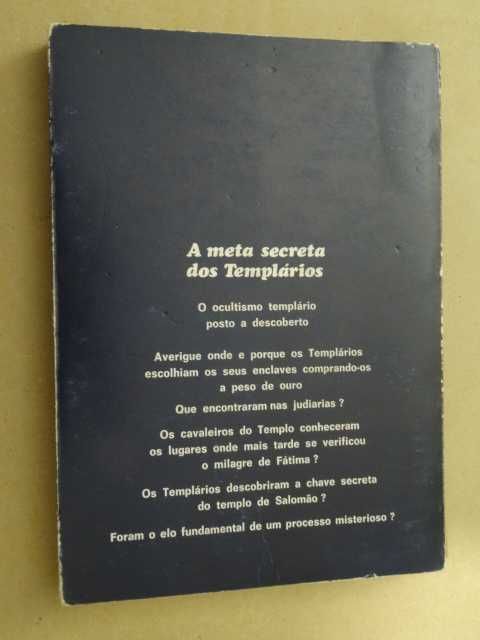 A meta secreta
dos Templários
O ocultismo templário
posto a descoberto
Averigue onde e porque os Templários
escolhiam os seus enclaves comprando-os
a peso de ouro
Que encontraram nas judiarias ?
Os cavaleiros do Templo conheceram
os lugares onde mais tarde se verificou
o milagre de Fátima ?
Os Templários descobriram a chave secreta
do templo de Salomão ?
Foram o elo fundamental de um processo misterioso ?